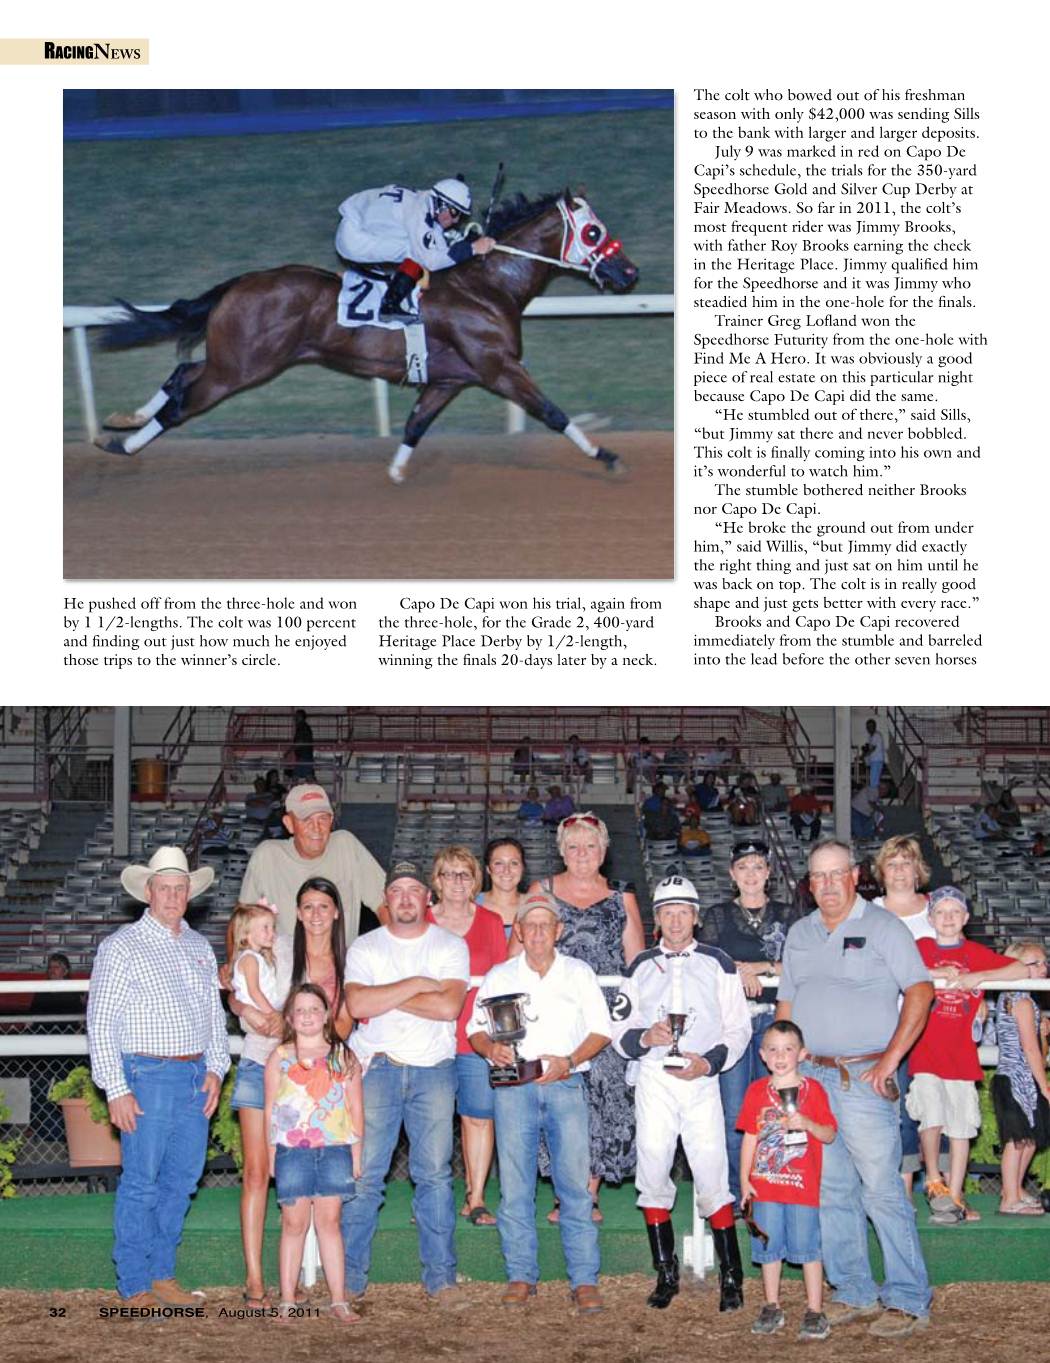 RACINGNEWS
2
He pushed off from the three-hole and won
by 1 1/2-lengths. The colt was 100 percent
and finding out just how much he enjoyed
those trips to the winner's circle.
Capo De Capi won his trial, again from
the three-hole, for the Grade 2, 400-yard
Heritage Place Derby by 1/2-length,
winning the finals 20-days later by a neck.
The colt who bowed out of his freshman
season with only $42,000 was sending Sills
to the bank with larger and larger deposits.
July 9 was marked in red on Capo De
Capi's schedule, the trials for the 350-yard
Speedhorse Gold and Silver Cup Derby at
Fair Meadows. So far in 2011, the colt's
most frequent rider was Jimmy Brooks,
with father Roy Brooks earning the check
in the Heritage Place. Jimmy qualified him
for the Speedhorse and it was Jimmy who
steadied him in the one-hole for the finals.
Trainer Greg Lofland won the
Speedhorse Futurity from the one-hole with
Find Me A Hero. It was obviously a good
piece of real estate on this particular night
because Capo De Capi did the same.
“He stumbled out of there,” said Sills,
“but Jimmy sat there and never bobbled.
This colt is finally coming into his own and
it's wonderful to watch him.”
The stumble bothered neither Brooks
nor Capo De Capi.
“He broke the ground out from under
him,” said Willis, “but Jimmy did exactly
the right thing and just sat on him until he
was back on top. The colt is in really good
shape and just gets better with every race.”
Brooks and Capo De Capi recovered
immediately from the stumble and barreled
into the lead before the other seven horses
JB
2
32 SPEEDHORSE, August 5, 2011